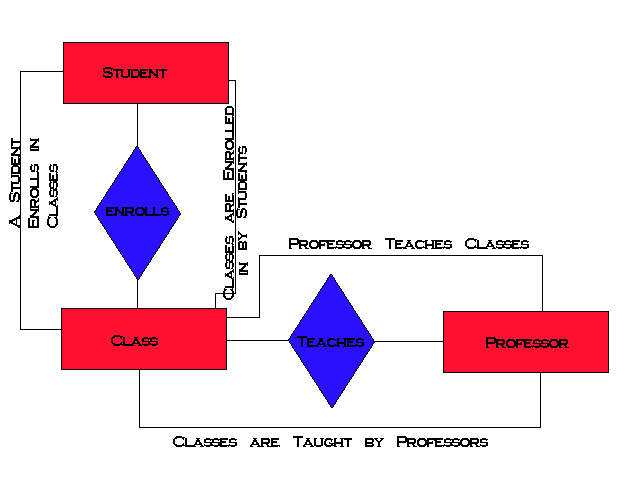 Student
A Student
Enrolls in
Classes
Classes are Enrolled
in by Students
enrolls
Professor Teaches Classes
Class
Teaches
Professor
Classes are Taught by Professors